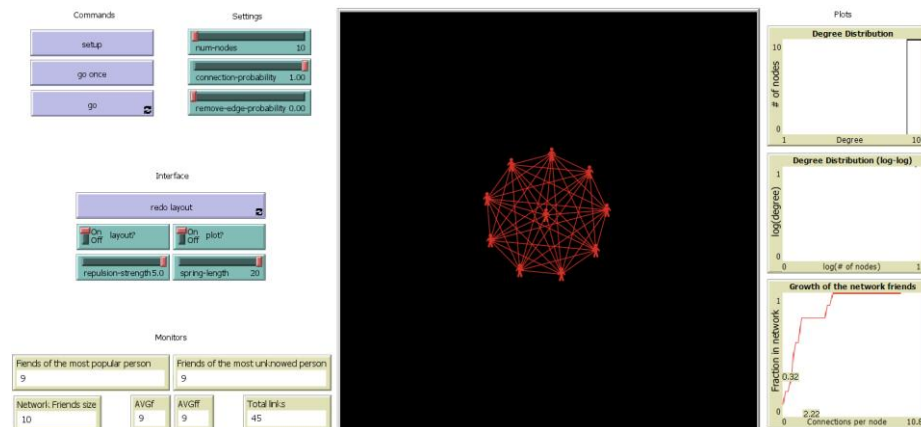 Commands
setup
go once
go
Settings
num-nodes 10
connection-probability 1.00
remove-edge-probability 0.00
Interface
redo layout
On
Off
layout?
On
Off
plot?
repulsion-strength 5.0
spring-length 20
Monitors
Fiends of the most popular person
9
Friends of the most unknowed person
9
Network Friends size
10
AVGf
9
AVGff
9
Total links
45
Plots
Degree Distribution
10
# of nodes
0
1
Degree
10
Degree Distribution (log-log)
1
log(degree)
0
0
log(# of nodes)
1
Growth of the network friends
1
Fraction in network
0.32
2.22
0
0
Connections per node